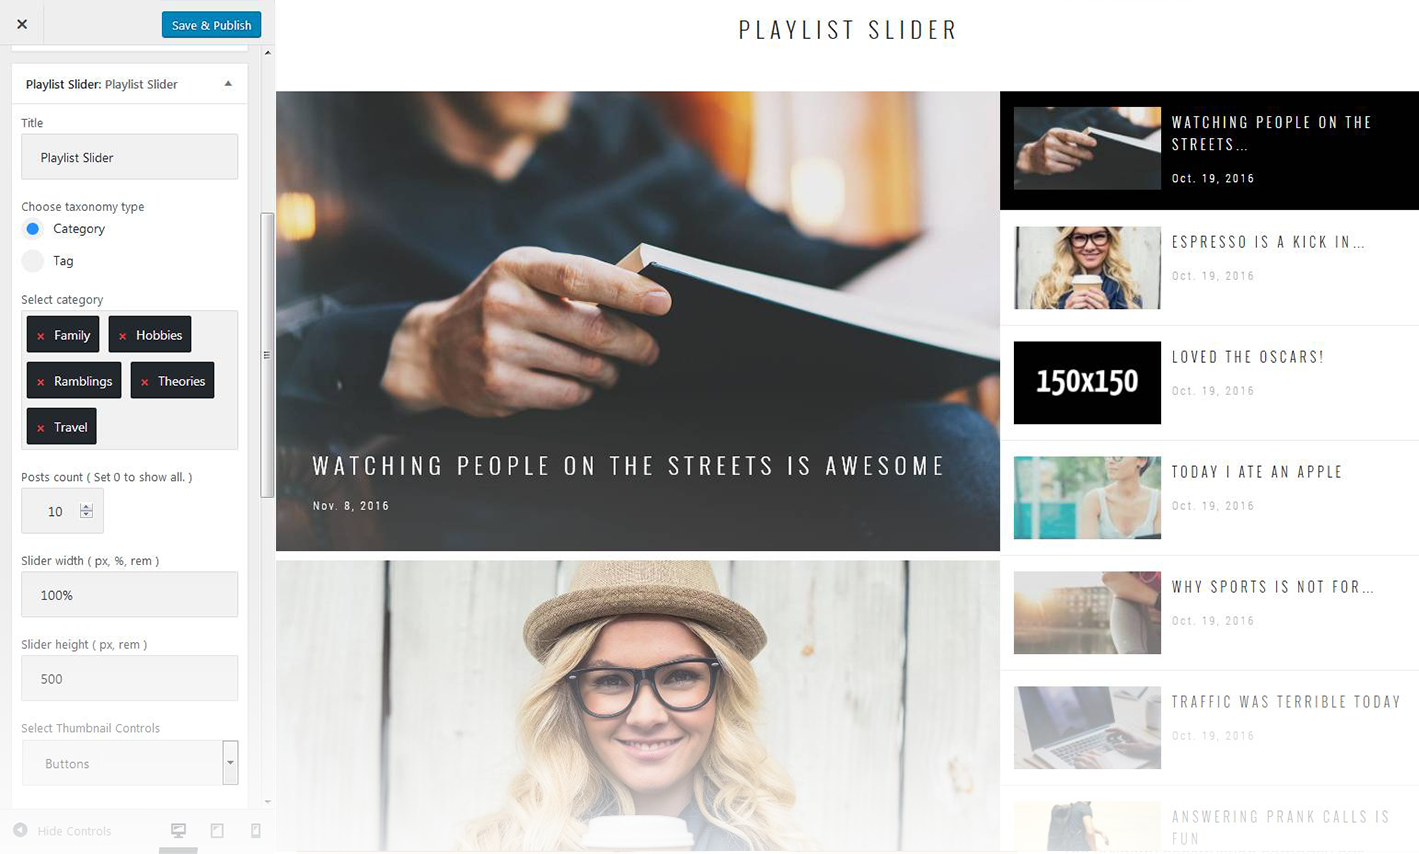 Save & Publish
Playlist Slider: Playlist Slider
Title
Playlist Slider
Choose taxonomy type
Category
Tag
Select category
× Family × Hobbies
× Ramblings × Theories
× Travel
Posts count ( Set 0 to show all. )
10
Slider width ( px, %, rem )
100%
Slider height ( px, rem )
500
Select Thumbnail Controls
Buttons
Hide Controls
PLAYLIST SLIDER
WATCHING PEOPLE ON THE STREETS IS AWESOME
Nov. 8, 2016
WATCHING PEOPLE ON THE
STREETS…
Oct. 19, 2016
ESPRESSO IS A KICK IN…
Oct. 19, 2016
150x150
LOVED THE OSCARS!
Oct. 19, 2016
TODAY I ATE AN APPLE
Oct. 19, 2016
WHY SPORTS IS NOT FOR…
Oct. 19, 2016
TRAFFIC WAS TERRIBLE TODAY
Oct. 19, 2016
ANSWERING PRANK CALLS IS
FUN